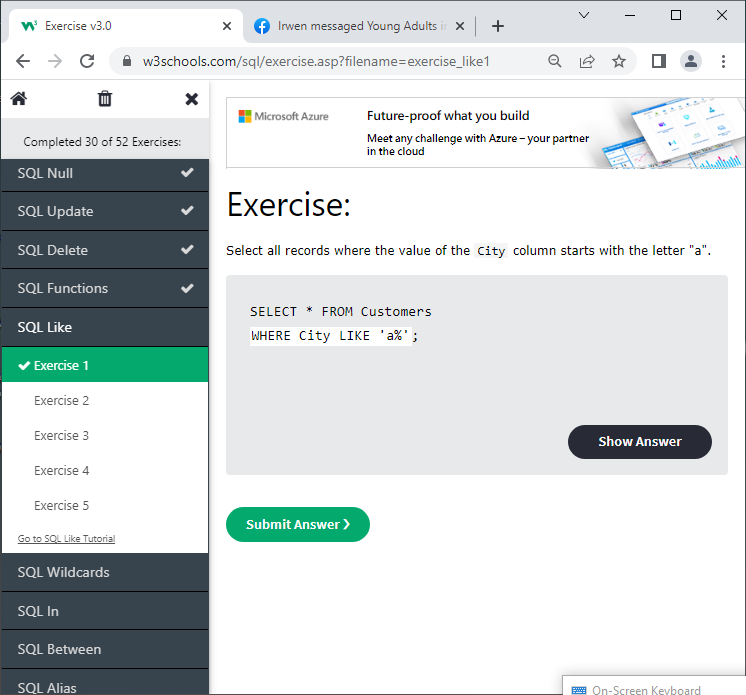 Exercise v3.0
Irwen messaged Young Adults in
w3schools.com/sql/exercise.asp?filename=exercise_like1
Completed 30 of 52 Exercises:
SQL Null
SQL Update
SQL Delete
SQL Functions
SQL Like
Exercise 1
Exercise 2
Exercise 3
Exercise 4
Exercise 5
Go to SQL Like Tutorial
SQL Wildcards
SQL In
SQL Between
SQL Alias
Microsoft Azure
Future-proof what you build
Meet any challenge with Azure – your partner
in the cloud
Exercise:
Select all records where the value of the City column starts with the letter "a".
SELECT * FROM Customers
WHERE City LIKE 'a%';
Show Answer
Submit Answer ❯
On-Screen Keyboard